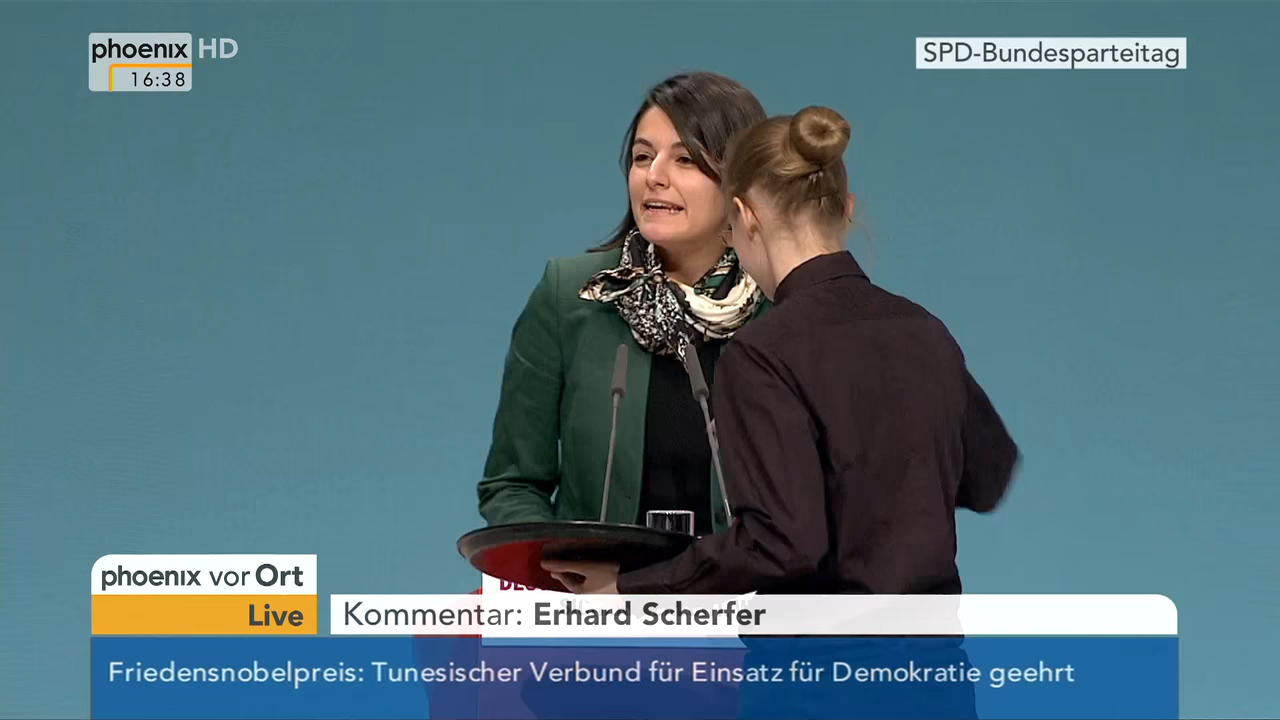 phoenix HD
16:38
SPD-Bundesparteitag
phoenix vor Ort
Live
Kommentar: Erhard Scherfer
Friedensnobelpreis: Tunesischer Verbund für Einsatz für Demokratie geehrt